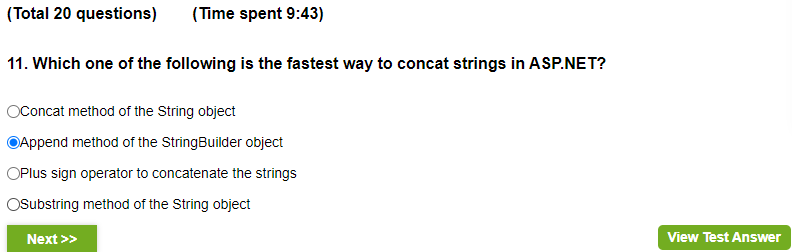 (Total 20 questions) (Time spent 9:43)
11. Which one of the following is the fastest way to concat strings in ASP.NET?
Concat method of the String object
Append method of the StringBuilder object
Plus sign operator to concatenate the strings
Substring method of the String object
Next >> View Test Answer